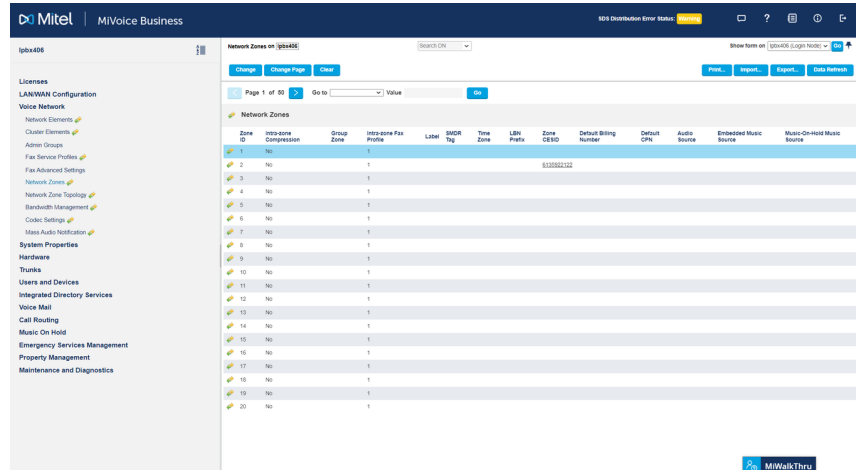 Mitel | MiVoice Business
SDS Distribution Error Status: Warning
lpbx406
Network Zones on lpbx406
Search DN
Show form on lpbx406 (Login Node) Go
Change Change Page Clear
Print... Import... Export... Data Refresh
Page 1 of 50 Go to Value Go
Licenses
LAN/WAN Configuration
Voice Network
Network Elements
Cluster Elements
Admin Groups
Fax Service Profiles
Fax Advanced Settings
Network Zones
Network Zone Topology
Bandwidth Management
Codec Settings
Mass Audio Notification
System Properties
Hardware
Trunks
Users and Devices
Integrated Directory Services
Voice Mail
Call Routing
Music On Hold
Emergency Services Management
Property Management
Maintenance and Diagnostics
Network Zones
Zone ID Intra-zone Compression Group Zone Intra-zone Fax Profile Label SMDR Tag Time Zone LBN Prefix Zone CESID Default Billing Number Default CPN Audio Source Embedded Music Source Music-On-Hold Music Source
1 No 1
2 No 1 6135922122
3 No 1
4 No 1
5 No 1
6 No 1
7 No 1
8 No 1
9 No 1
10 No 1
11 No 1
12 No 1
13 No 1
14 No 1
15 No 1
16 No 1
17 No 1
18 No 1
19 No 1
20 No 1
MiWalkThru